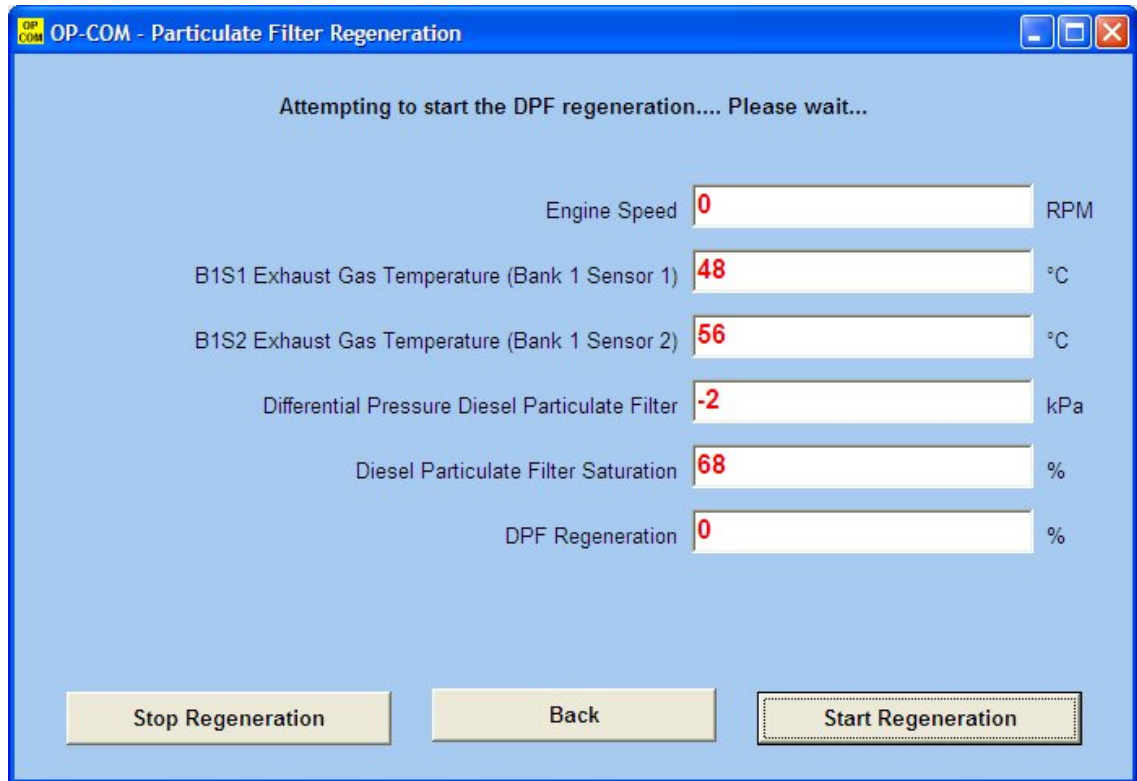 OP COM OP-COM - Particulate Filter Regeneration
Attempting to start the DPF regeneration.... Please wait...
Engine Speed 0 RPM
B1S1 Exhaust Gas Temperature (Bank 1 Sensor 1) 48 °C
B1S2 Exhaust Gas Temperature (Bank 1 Sensor 2) 56 °C
Differential Pressure Diesel Particulate Filter -2 kPa
Diesel Particulate Filter Saturation 68 %
DPF Regeneration 0 %
Stop Regeneration Back Start Regeneration